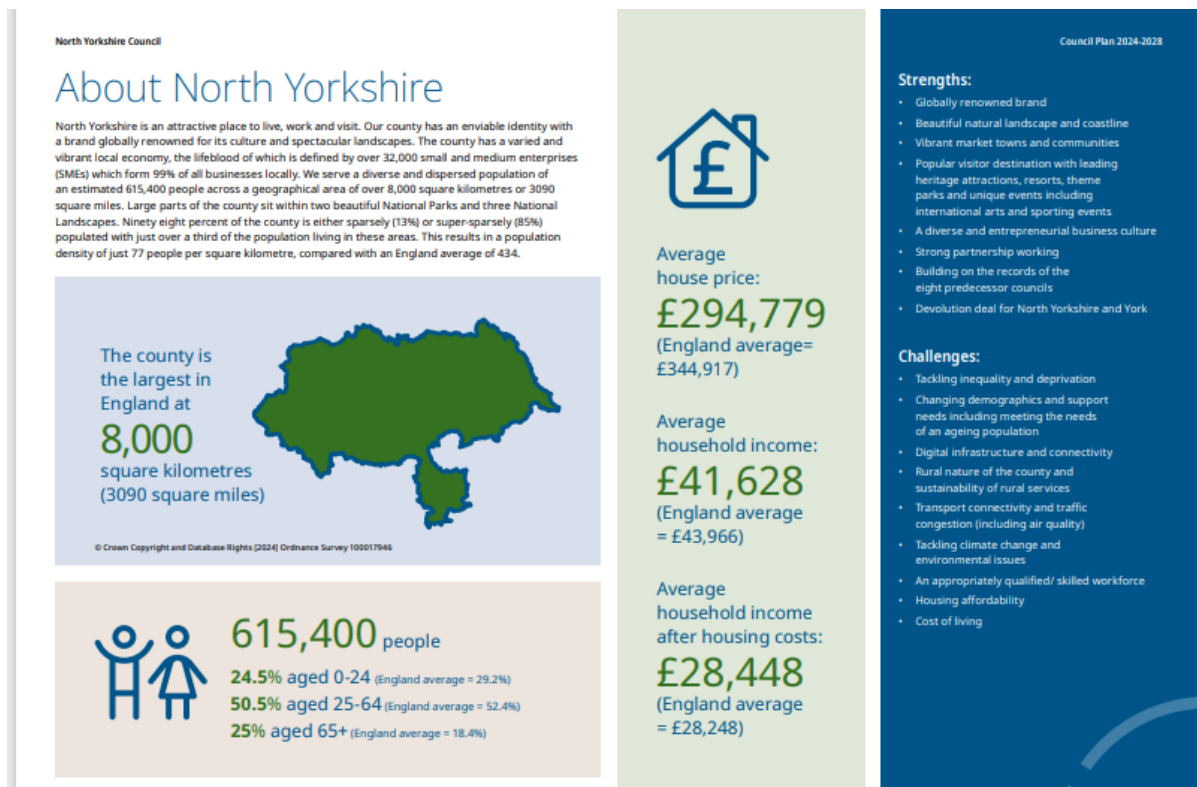 North Yorkshire Council
About North Yorkshire
North Yorkshire is an attractive place to live, work and visit. Our county has an enviable identity with
a brand globally renowned for its culture and spectacular landscapes. The county has a varied and
vibrant local economy, the lifeblood of which is defined by over 32,000 small and medium enterprises
(SMEs) which form 99% of all businesses locally. We serve a diverse and dispersed population of
an estimated 615,400 people across a geographical area of over 8,000 square kilometres or 3090
square miles. Large parts of the county sit within two beautiful National Parks and three National
Landscapes. Ninety eight percent of the county is either sparsely (13%) or super-sparsely (85%)
populated with just over a third of the population living in these areas. This results in a population
density of just 77 people per square kilometre, compared with an England average of 434.
The county is
the largest in
England at
8,000
square kilometres
(3090 square miles)
© Crown Copyright and Database Rights [2024] Ordnance Survey 100017946
615,400 people
24.5% aged 0-24 (England average = 29.2%)
50.5% aged 25-64 (England average = 52.4%)
25% aged 65+ (England average = 18.4%)
£
Average
house price:
£294,779
(England average=
£344,917)
Average
household income:
£41,628
(England average
= £43,966)
Average
household income
after housing costs:
£28,448
(England average
= £28,248)
Council Plan 2024-2028
Strengths:
• Globally renowned brand
• Beautiful natural landscape and coastline
• Vibrant market towns and communities
• Popular visitor destination with leading
heritage attractions, resorts, theme
parks and unique events including
international arts and sporting events
• A diverse and entrepreneurial business culture
• Strong partnership working
• Building on the records of the
eight predecessor councils
• Devolution deal for North Yorkshire and York
Challenges:
• Tackling inequality and deprivation
• Changing demographics and support
needs including meeting the needs
of an ageing population
• Digital infrastructure and connectivity
• Rural nature of the county and
sustainability of rural services
• Transport connectivity and traffic
congestion (including air quality)
• Tackling climate change and
environmental issues
• An appropriately qualified/ skilled workforce
• Housing affordability
• Cost of living